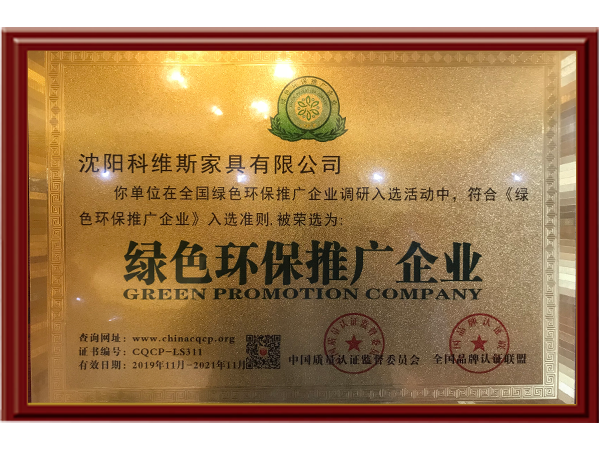 沈阳科维斯家具有限公司
你单位在全国绿色环保推广企业调研入选活动中，符合《绿
色环保推广企业》入选准则.被荣选为:
绿色环保推广企业
GREEN PROMOTION COMPANY
查询网址: www.chinacqcp.org
证书编号: CQCP-LS311
有效日期: 2019年11月-2021年11月
中国质量认证监督委员会 全国品牌认证联盟